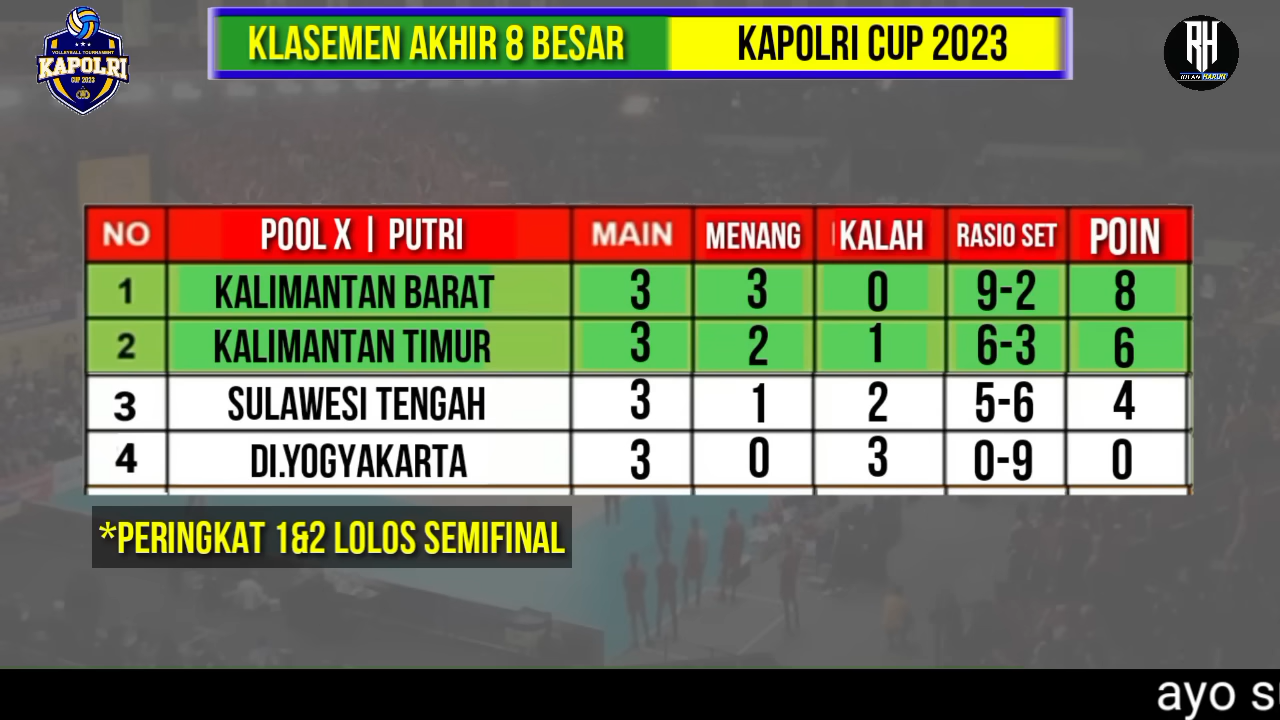 VOLLEYBALL TOURNAMENT
KAPOLRI
CUP 2023
KLASEMEN AKHIR 8 BESAR KAPOLRI CUP 2023
RH
NO POOL X | PUTRI MAIN MENANG KALAH RASIO SET POIN
1 KALIMANTAN BARAT 3 3 0 9-2 8
2 KALIMANTAN TIMUR 3 2 1 6-3 6
3 SULAWESI TENGAH 3 1 2 5-6 4
4 DI.YOGYAKARTA 3 0 3 0-9 0
*PERINGKAT 1&2 LOLOS SEMIFINAL
ayo s